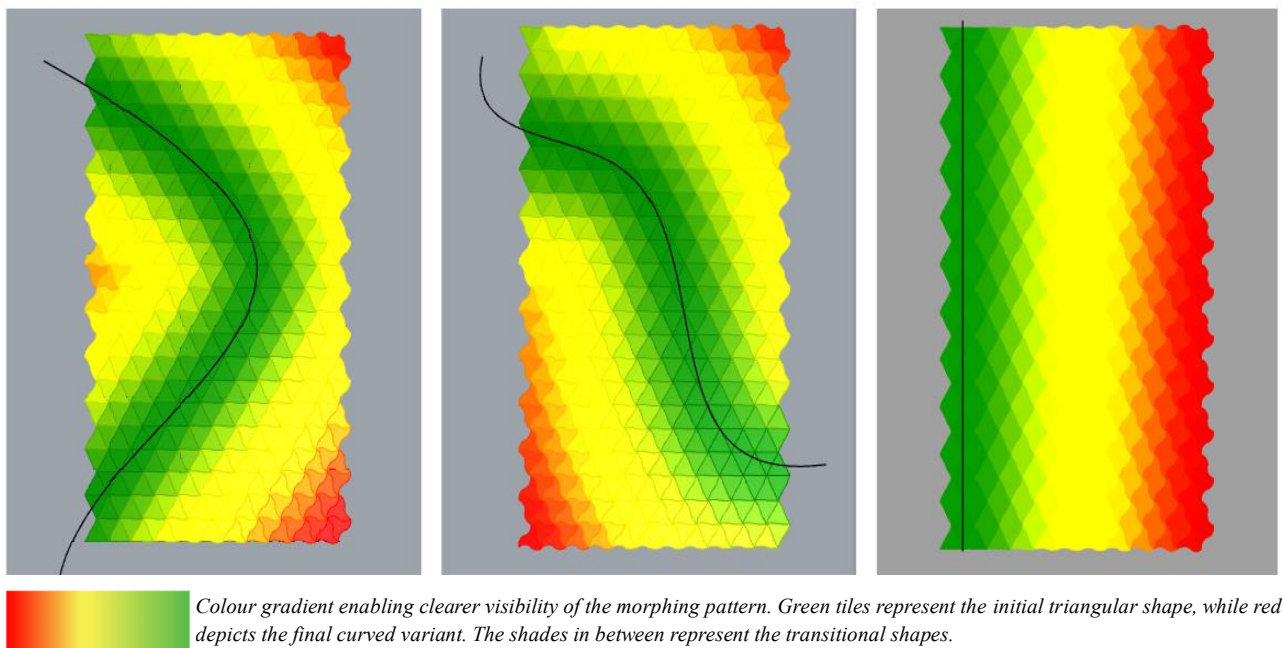 Colour gradient enabling clearer visibility of the morphing pattern. Green tiles represent the initial triangular shape, while red
depicts the final curved variant. The shades in between represent the transitional shapes.